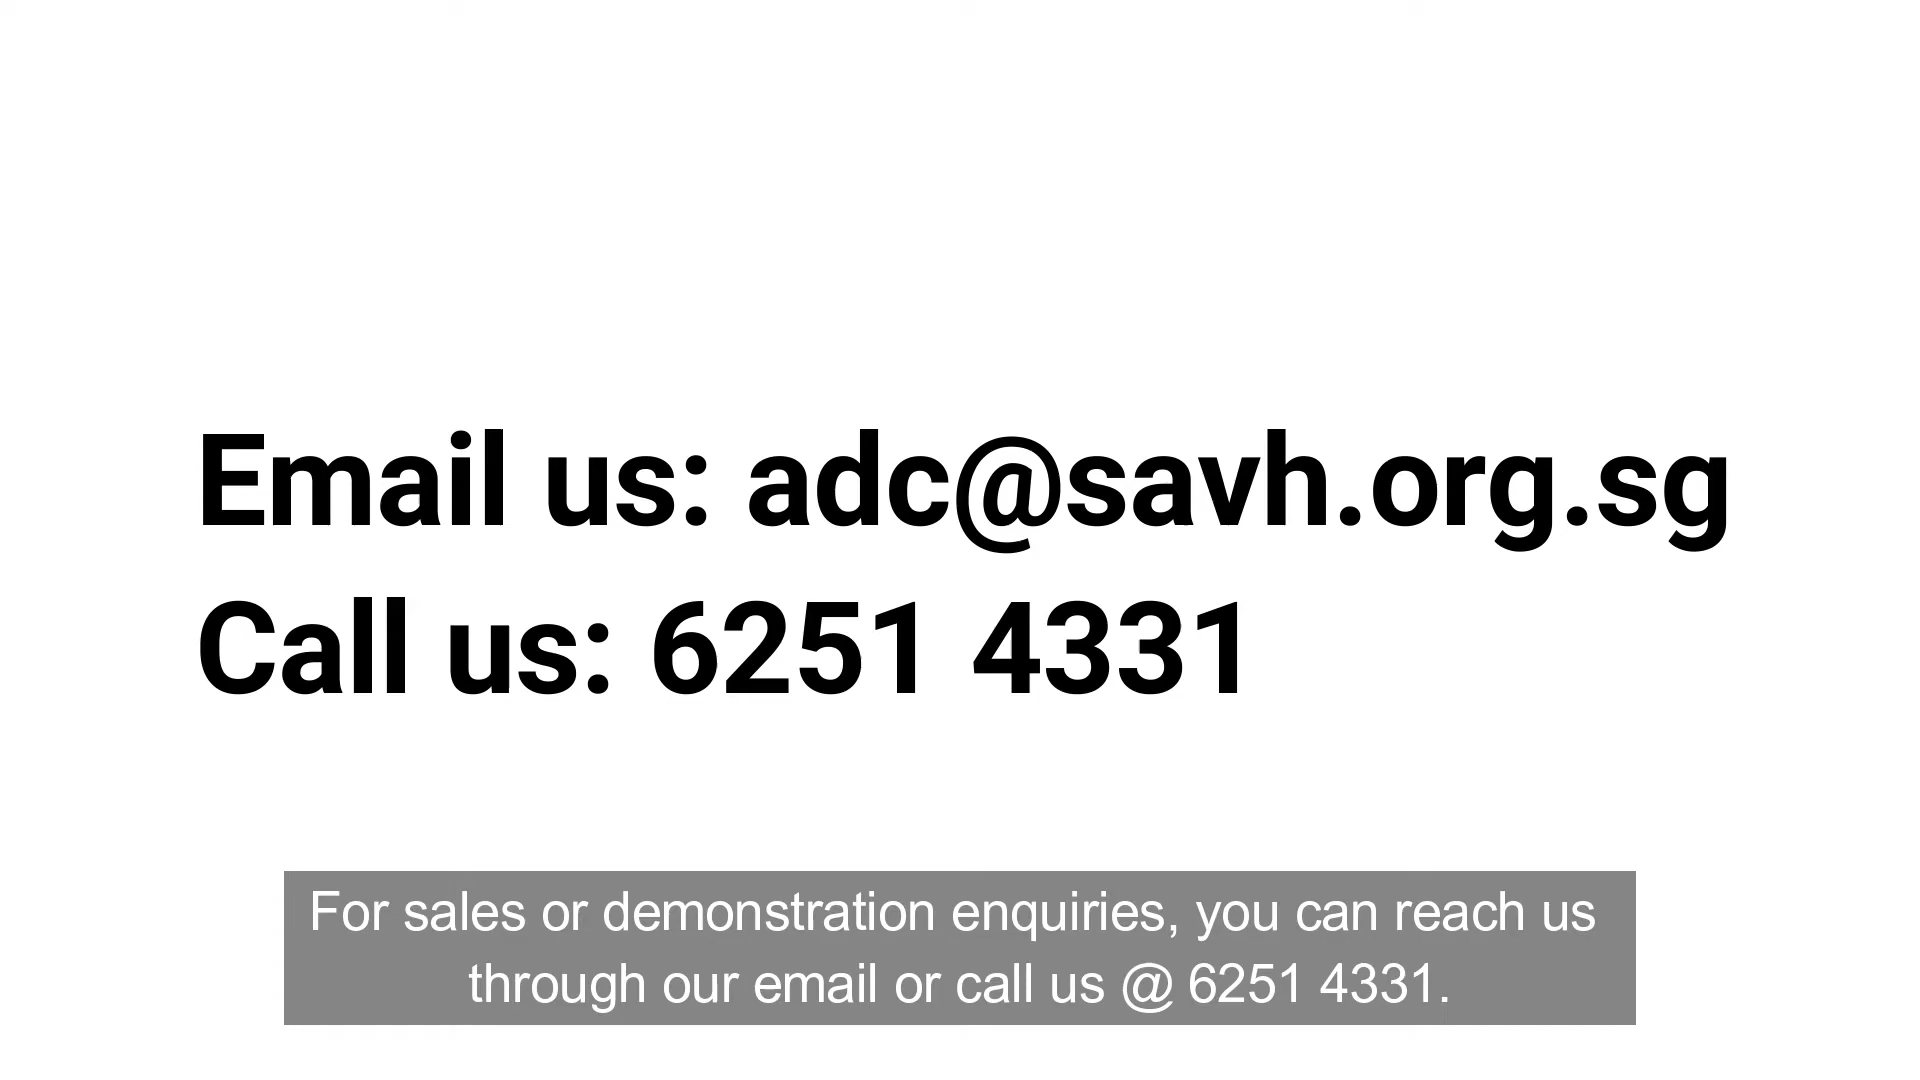 Email us: adc@savh.org.sg
Call us: 6251 4331
For sales or demonstration enquiries, you can reach us
through our email or call us @ 6251 4331.